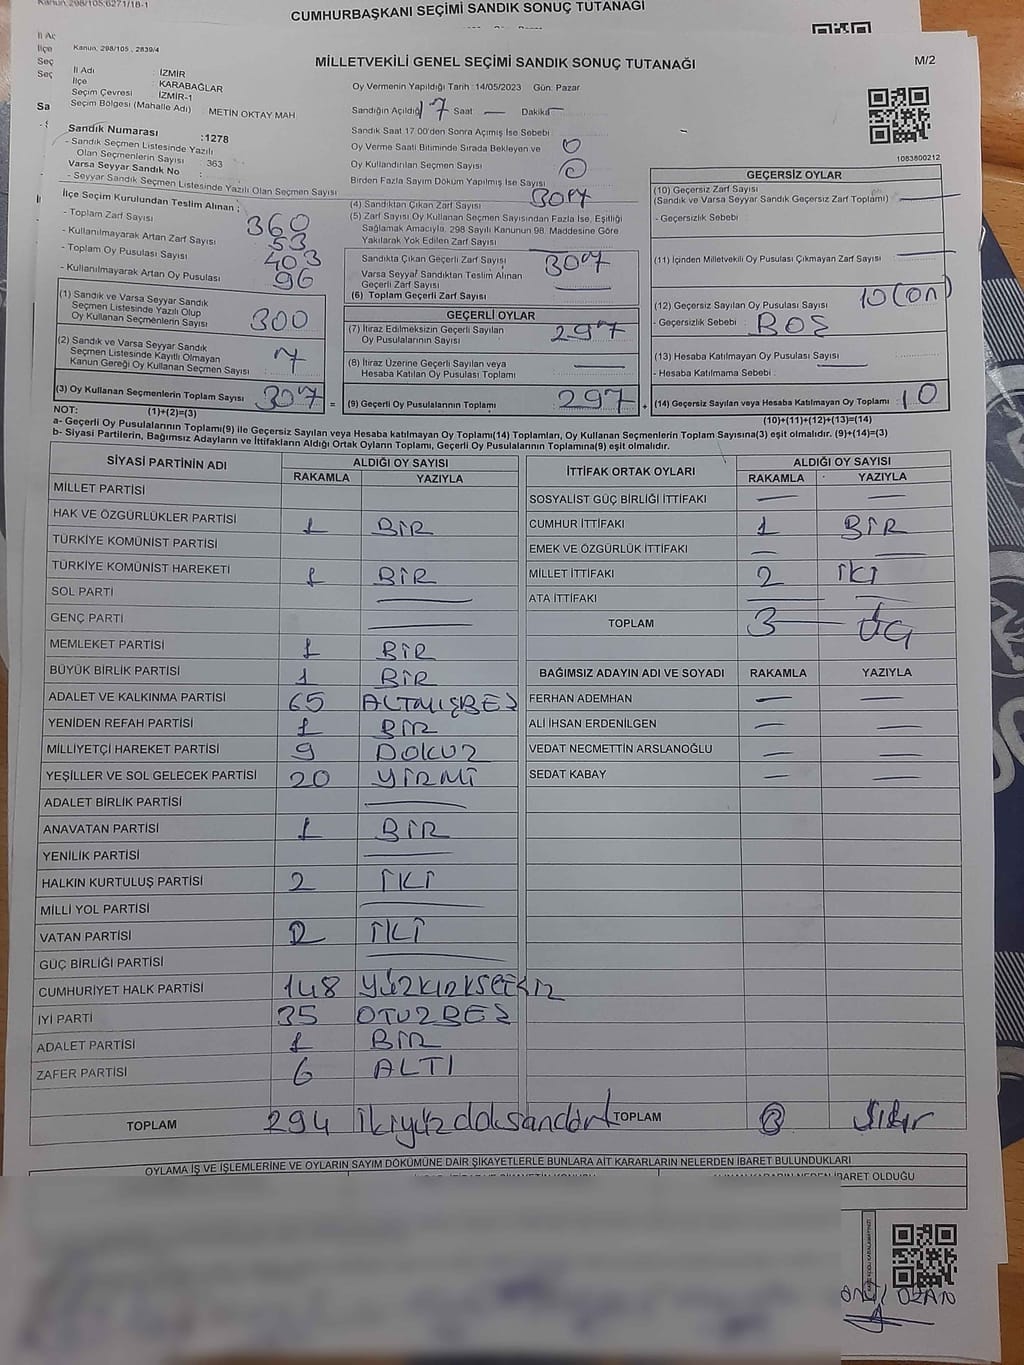 Kanun, 298/105,6271/18-1
CUMHURBAŞKANI SEÇİMİ SANDIK SONUÇ TUTANAĞI
Kanun, 298/105 , 2839/4
MİLLETVEKİLİ GENEL SEÇİMİ SANDIK SONUÇ TUTANAĞI
M/2
İl Adı : İZMİR
İlçe : KARABAĞLAR
Seçim Çevresi : İZMİR-1
Seçim Bölgesi (Mahalle Adı) : METİN OKTAY MAH
Sandık Numarası :1278
- Sandık Seçmen Listesinde Yazılı
Olan Seçmenlerin Sayısı : 363
Varsa Seyyar Sandık No :
- Seyyar Sandık Seçmen Listesinde Yazılı Olan Seçmen Sayısı
İlçe Seçim Kurulundan Teslim Alınan ;
- Toplam Zarf Sayısı 360
- Kullanılmayarak Artan Zarf Sayısı 53
- Toplam Oy Pusulası Sayısı 403
- Kullanılmayarak Artan Oy Pusulası 96
(1) Sandık ve Varsa Seyyar Sandık
Seçmen Listesinde Yazılı Olup
Oy Kullanan Seçmenlerin Sayısı 300
(2) Sandık ve Varsa Seyyar Sandık
Seçmen Listesinde Kayıtlı Olmayan
Kanun Gereği Oy Kullanan Seçmen Sayısı 7
(3) Oy Kullanan Seçmenlerin Toplam Sayısı 307 =
Oy Vermenin Yapıldığı Tarih : 14/05/2023 Gün: Pazar
Sandığın Açıldığı 17 Saat — Dakika —
Sandık Saat 17.00'den Sonra Açımış İse Sebebi
Oy Verme Saati Bitiminde Sırada Bekleyen ve 0
Oy Kullandırılan Seçmen Sayısı 0
Birden Fazla Sayım Döküm Yapılmış İse Sayısı
(4) Sandıktan Çıkan Zarf Sayısı 307
(5) Zarf Sayısı Oy Kullanan Seçmen Sayısından Fazla İse, Eşitliği
Sağlamak Amacıyla, 298 Sayılı Kanunun 98. Maddesine Göre
Yakılarak Yok Edilen Zarf Sayısı
Sandıkta Çıkan Geçerli Zarf Sayısı 307
Varsa Seyyar Sandıktan Teslim Alınan
Geçerli Zarf Sayısı —
(6) Toplam Geçerli Zarf Sayısı
GEÇERLİ OYLAR
(7) İtiraz Edilmeksizin Geçerli Sayılan
Oy Pusulalarının Sayısı 297
(8) İtiraz Üzerine Geçerli Sayılan veya
Hesaba Katılan Oy Pusulası Toplamı —
(9) Geçerli Oy Pusulalarının Toplamı 297 +
1083800212
GEÇERSİZ OYLAR
(10) Geçersiz Zarf Sayısı
(Sandık ve Varsa Seyyar Sandık Geçersiz Zarf Toplamı) —
- Geçersizlik Sebebi :
(11) İçinden Milletvekili Oy Pusulası Çıkmayan Zarf Sayısı —
(12) Geçersiz Sayılan Oy Pusulası Sayısı 10 (on)
- Geçersizlik Sebebi : BOŞ
(13) Hesaba Katılmayan Oy Pusulası Sayısı —
- Hesaba Katılmama Sebebi :
(14) Geçersiz Sayılan veya Hesaba Katılmayan Oy Toplamı 10
NOT: (1)+(2)=(3) (10)+(11)+(12)+(13)=(14)
a- Geçerli Oy Pusulalarının Toplamı(9) ile Geçersiz Sayılan veya Hesaba katılmayan Oy Toplamı(14) Toplamları, Oy Kullanan Seçmenlerin Toplam Sayısına(3) eşit olmalıdır. (9)+(14)=(3)
b- Siyasi Partilerin, Bağımsız Adayların ve İttifakların Aldığı Ortak Oyların Toplamı, Geçerli Oy Pusulalarının Toplamına(9) eşit olmalıdır.
SİYASİ PARTİNİN ADI ALDIĞI OY SAYISI
RAKAMLA YAZIYLA
MİLLET PARTİSİ
HAK VE ÖZGÜRLÜKLER PARTİSİ 1 BİR
TÜRKİYE KOMÜNİST PARTİSİ
TÜRKİYE KOMÜNİST HAREKETİ 1 BİR
SOL PARTİ —
GENÇ PARTİ —
MEMLEKET PARTİSİ 1 BİR
BÜYÜK BİRLİK PARTİSİ 1 BİR
ADALET VE KALKINMA PARTİSİ 65 ALTMIŞBEŞ
YENİDEN REFAH PARTİSİ 1 BİR
MİLLİYETÇİ HAREKET PARTİSİ 9 DOKUZ
YEŞİLLER VE SOL GELECEK PARTİSİ 20 YİRMİ
ADALET BİRLİK PARTİSİ —
ANAVATAN PARTİSİ 1 BİR
YENİLİK PARTİSİ —
HALKIN KURTULUŞ PARTİSİ 2 İKİ
MİLLİ YOL PARTİSİ —
VATAN PARTİSİ 2 İKİ
GÜÇ BİRLİĞİ PARTİSİ —
CUMHURİYET HALK PARTİSİ 148 YÜZKIRKSEKİZ
İYİ PARTİ 35 OTUZBEŞ
ADALET PARTİSİ 1 BİR
ZAFER PARTİSİ 6 ALTI
TOPLAM 294 İkiyüzdoksandört
İTTİFAK ORTAK OYLARI ALDIĞI OY SAYISI
RAKAMLA YAZIYLA
SOSYALİST GÜÇ BİRLİĞİ İTTİFAKI — —
CUMHUR İTTİFAKI 1 BİR
EMEK VE ÖZGÜRLÜK İTTİFAKI — —
MİLLET İTTİFAKI 2 İKİ
ATA İTTİFAKI — —
TOPLAM 3 Üç
BAĞIMSIZ ADAYIN ADI VE SOYADI RAKAMLA YAZIYLA
FERHAN ADEMHAN — —
ALİ İHSAN ERDENİLGEN — —
VEDAT NECMETTİN ARSLANOĞLU — —
SEDAT KABAY — —
TOPLAM Sıfır
OYLAMA İŞ VE İŞLEMLERİNE VE OYLARIN SAYIM DÖKÜMÜNE DAİR ŞİKAYETLERLE BUNLARA AİT KARARLARIN NELERDEN İBARET BULUNDUKLARI
OZAN